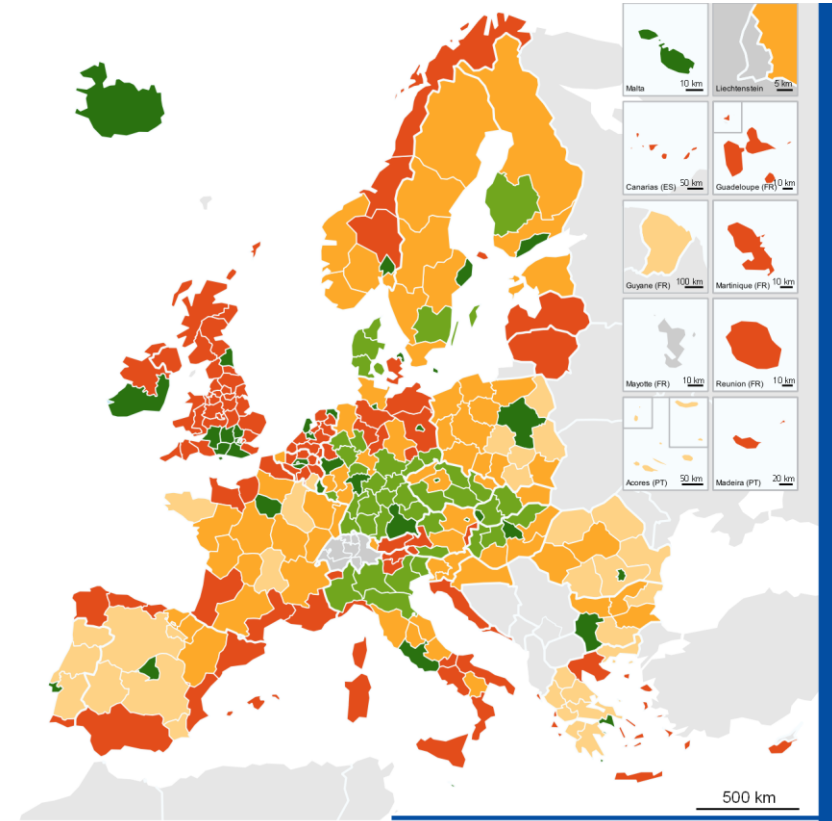 Malta
10 km
Liechtenstein
5 km
Canarias (ES)
50 km
Guadeloupe (FR)
10 km
Guyane (FR)
100 km
Martinique (FR)
10 km
Mayotte (FR)
10 km
Reunion (FR)
10 km
Acores (PT)
50 km
Madeira (PT)
20 km
500 km